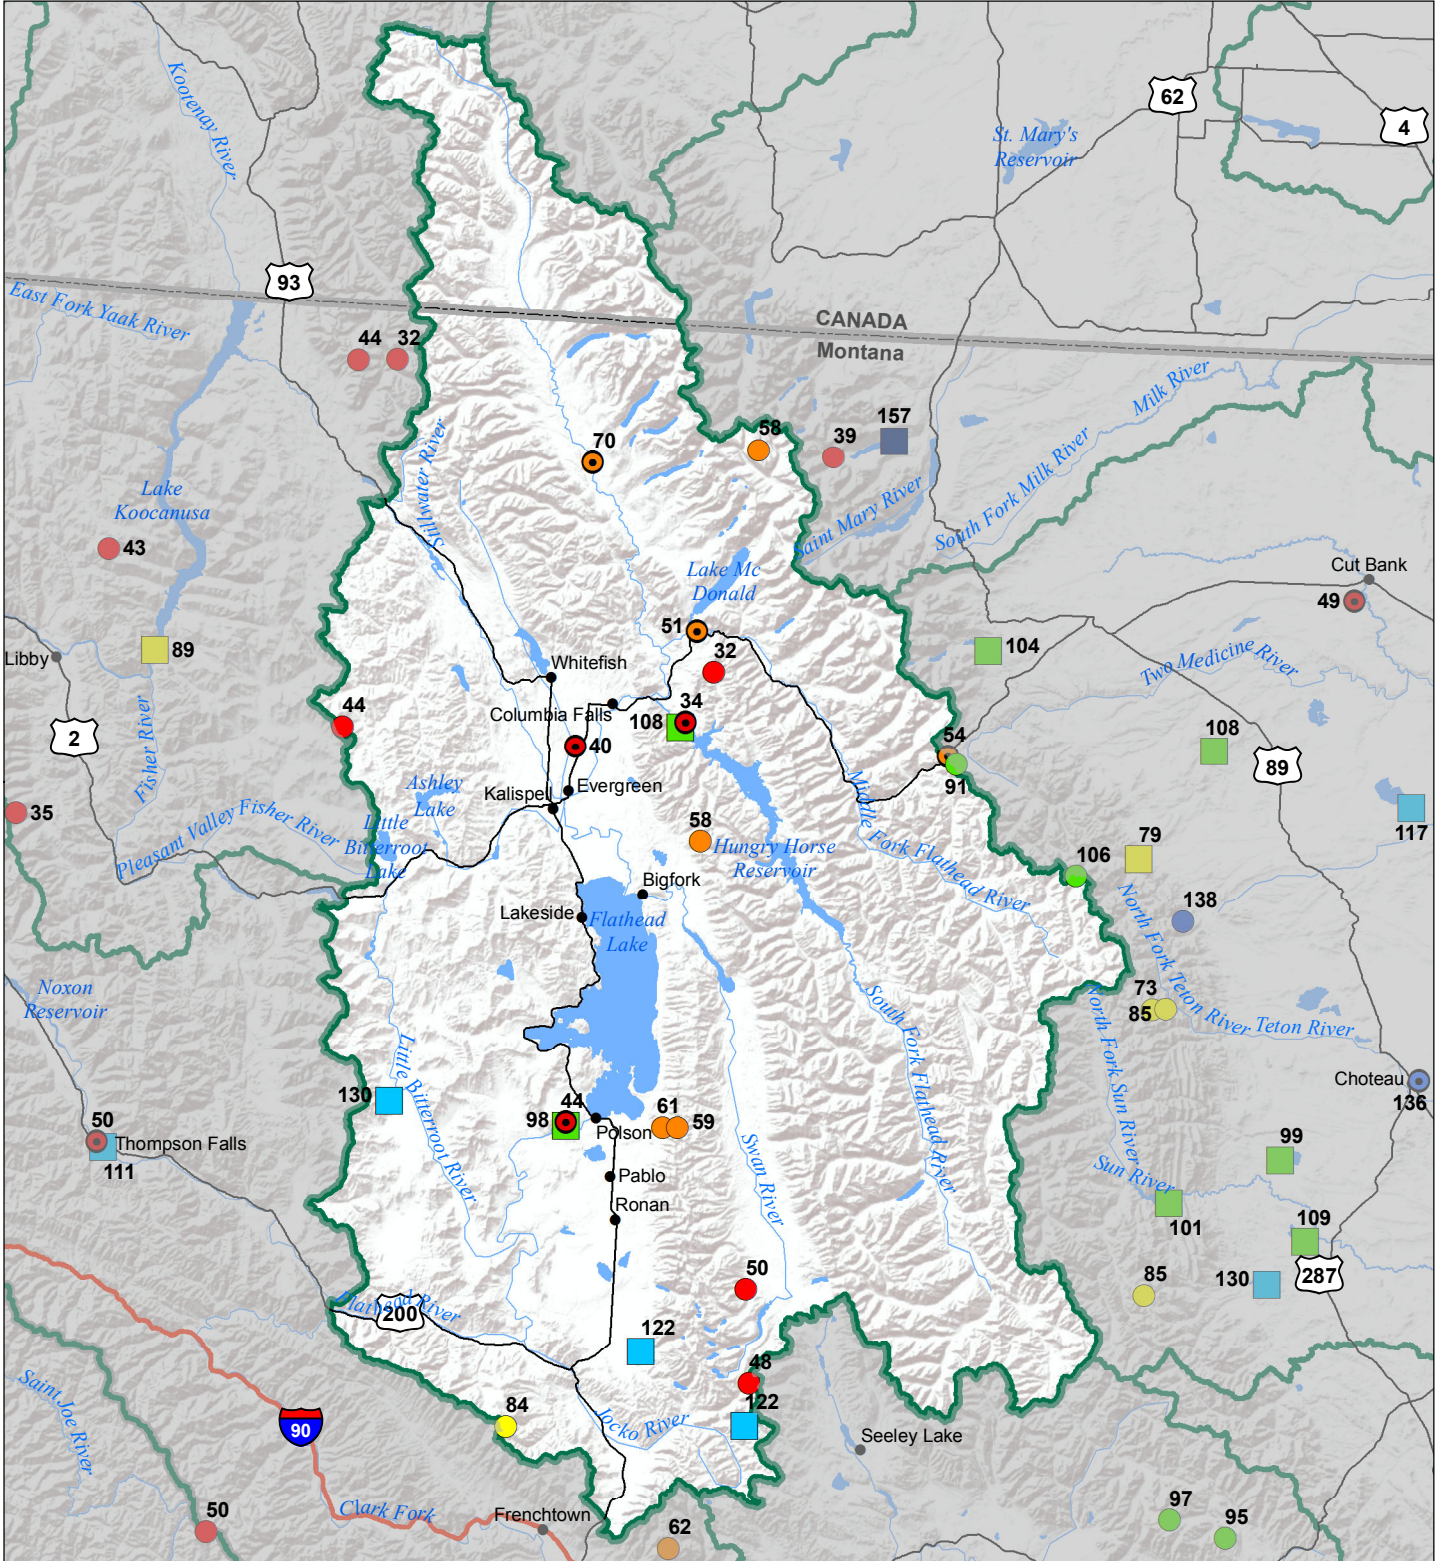 62
4
Kootenay River
St. Mary's
Reservoir
93
East Fork Yaak River
CANADA
Montana
44
32
Milk River
157
58
39
70
Stillwater River
South Fork Milk River
Saint Mary River
Lake
Koocanusa
43
Lake Mc
Donald
Cut Bank
49
51
Libby
89
Whitefish
32
104
Two Medicine River
2
Fisher River
44
Columbia Falls
34
108
40
54
91
108
89
Ashley
Lake
Kalispell
Evergreen
Middle Fork Flathead River
35
Pleasant Valley Fisher River
Little
Bitterroot
Lake
58
Hungry Horse
Reservoir
117
79
106
Bigfork
Lakeside
Flathead
Lake
138
North Fork Teton River
Noxon
Reservoir
South Fork Flathead River
North Fork Sun River
73
85
Teton River
Little Bitterroot River
Choteau
136
130
44
98
Polson
61
59
50
Thompson Falls
111
Swan River
Pablo
Ronan
99
Sun River
101
109
50
85
130
287
Flathead River
200
122
48
122
Saint Joe River
84
Jocko River
90
Seeley Lake
Clark Fork
Frenchtown
50
62
97
95